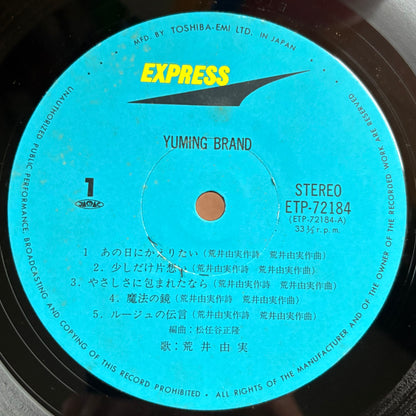 MFD. BY TOSHIBA-EMI LTD. IN JAPAN
EXPRESS
YUMING BRAND
1
STEREO
ETP-72184
(ETP-72184-A)
33⅓ r.p.m.
1 あの日にかえりたい (荒井由実作詩 荒井由実作曲)
2. 少しだけ片想い (荒井由実作詩 荒井由実作曲)
3. やさしさに包まれたなら (荒井由実作詩 荒井由実作曲)
4. 魔法の鏡 (荒井由実作詩 荒井由実作曲)
5. ルージュの伝言 (荒井由実作詩 荒井由実作曲)
編曲：松任谷正隆
歌：荒井由実
UNAUTHORIZED PUBLIC PERFORMANCE, BROADCASTING AND COPYING OF THIS RECORD PROHIBITED • ALL RIGHTS OF THE MANUFACTURER AND OF THE OWNER OF THE RECORDED WORK ARE RESERVED